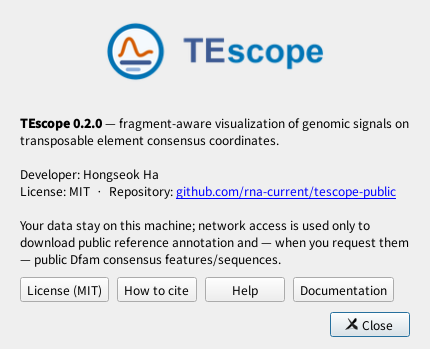 TEscope
TEscope 0.2.0 — fragment-aware visualization of genomic signals on
transposable element consensus coordinates.
Developer: Hongseok Ha
License: MIT · Repository: github.com/rna-current/tescope-public
Your data stay on this machine; network access is used only to
download public reference annotation and — when you request them
— public Dfam consensus features/sequences.
License (MIT) How to cite Help Documentation
Close